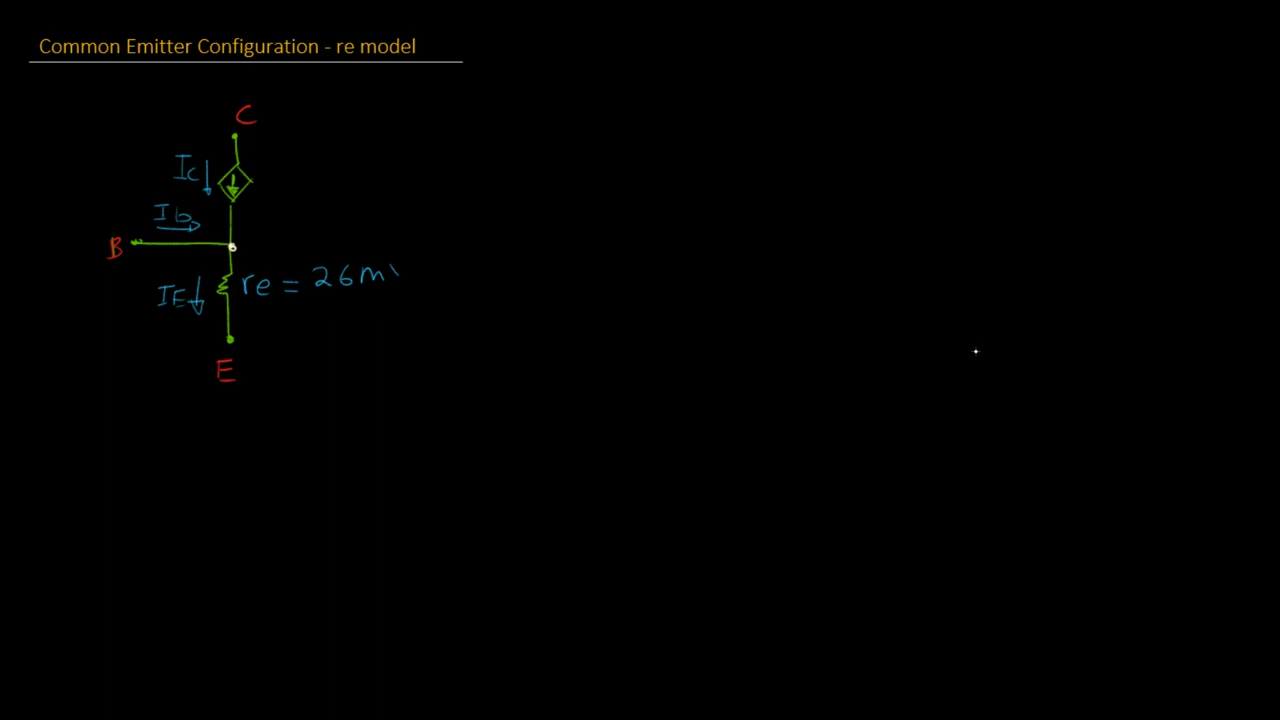 Common Emitter Configuration - re model
C
Ic
Ib
B
IE
re = 26m
E